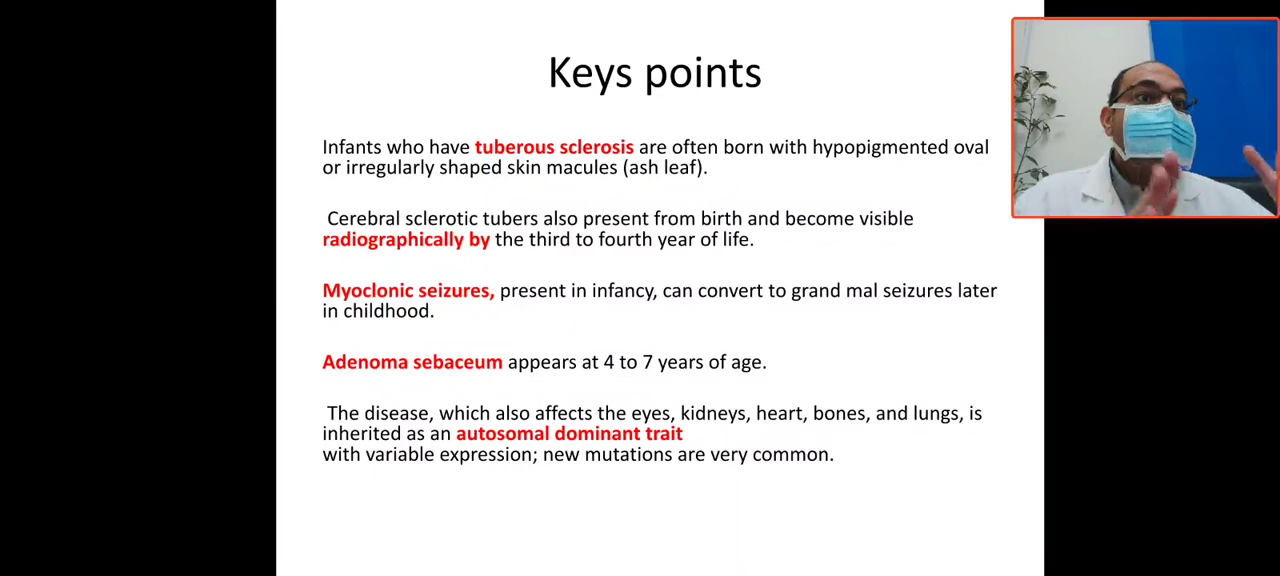 Keys points
Infants who have tuberous sclerosis are often born with hypopigmented oval
or irregularly shaped skin macules (ash leaf).
Cerebral sclerotic tubers also present from birth and become visible
radiographically by the third to fourth year of life.
Myoclonic seizures, present in infancy, can convert to grand mal seizures later
in childhood.
Adenoma sebaceum appears at 4 to 7 years of age.
The disease, which also affects the eyes, kidneys, heart, bones, and lungs, is
inherited as an autosomal dominant trait
with variable expression; new mutations are very common.